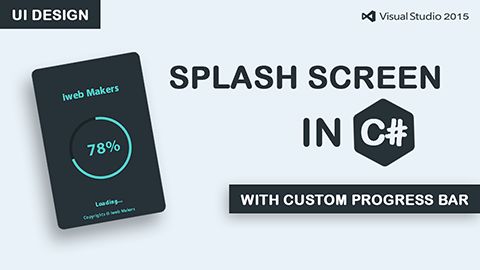 UI DESIGN
Visual Studio 2015
SPLASH SCREEN
IN C#
WITH CUSTOM PROGRESS BAR
Iweb Makers
78%
Loading...
Copyrights © Iweb Makers